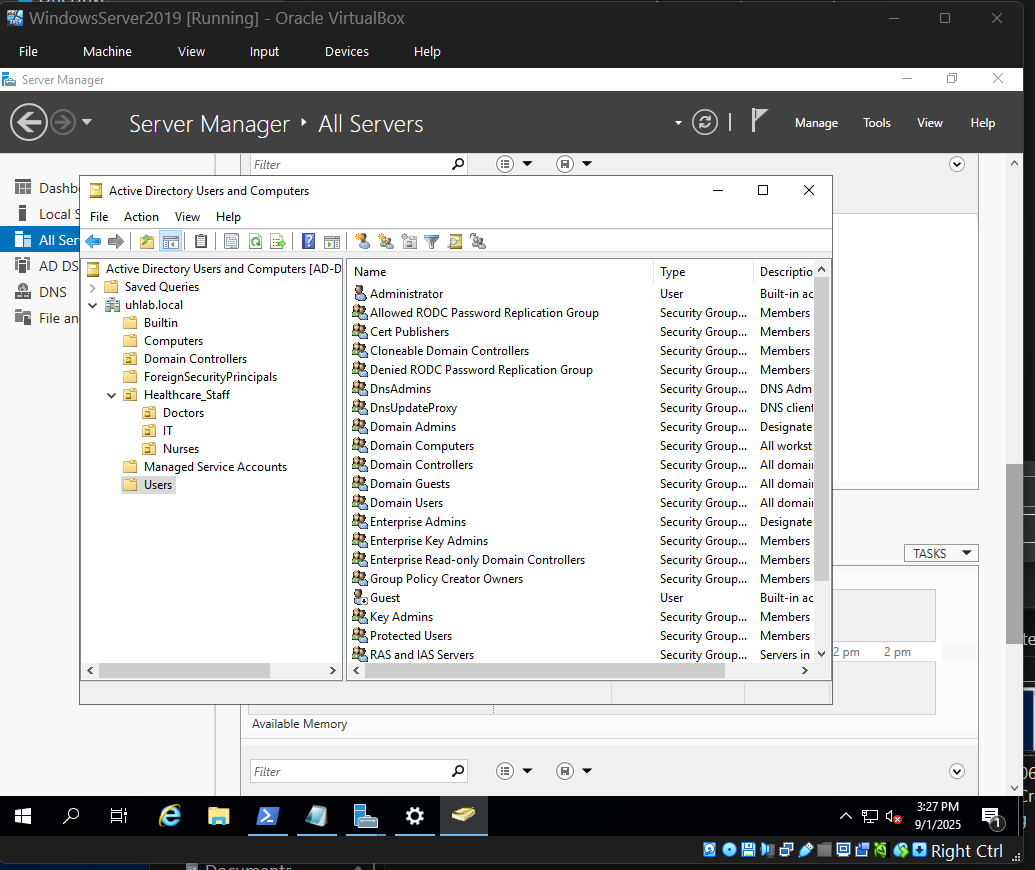 WindowsServer2019 [Running] - Oracle VirtualBox
File Machine View Input Devices Help
Server Manager
Server Manager All Servers
Manage Tools View Help
Filter
Local S
All Ser
AD DS
DNS
File an
Active Directory Users and Computers
File Action View Help
Active Directory Users and Computers [AD-D
Saved Queries
uhlab.local
Builtin
Computers
Domain Controllers
ForeignSecurityPrincipals
Healthcare_Staff
Doctors
IT
Nurses
Managed Service Accounts
Users
Name Type Descriptio
Administrator User Built-in ac
Allowed RODC Password Replication Group Security Group... Members
Cert Publishers Security Group... Members
Cloneable Domain Controllers Security Group... Members
Denied RODC Password Replication Group Security Group... Members
DnsAdmins Security Group... DNS Adm
DnsUpdateProxy Security Group... DNS client
Domain Admins Security Group... Designate
Domain Computers Security Group... All workst
Domain Controllers Security Group... All domai
Domain Guests Security Group... All domai
Domain Users Security Group... All domai
Enterprise Admins Security Group... Designate
Enterprise Key Admins Security Group... Members
Enterprise Read-only Domain Controllers Security Group... Members
Group Policy Creator Owners Security Group... Members
Guest User Built-in ac
Key Admins Security Group... Members
Protected Users Security Group... Members
RAS and IAS Servers Security Group... Servers in
TASKS
2 pm 2 pm
Available Memory
Filter
3:27 PM
9/1/2025
1
Right Ctrl
Documents